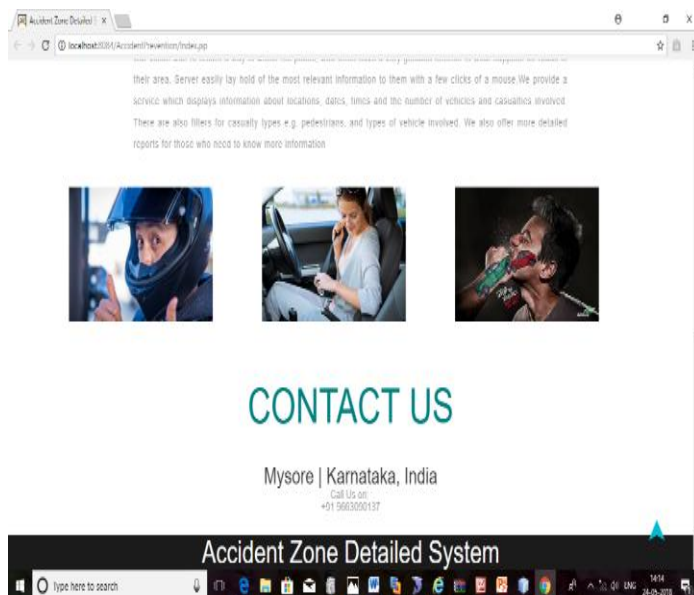 Accident Zone Detailed S
localhost:8084/AccidentPrevention/Index.jsp
their area. Server easily lay hold of the most relevant information to them with a few clicks of a mouse.We provide a
service which displays information about locations, dates, times and the number of vehicles and casualties involved.
There are also filters for casualty types e.g. pedestrians, and types of vehicle involved. We also offer more detailed
reports for those who need to know more information
CONTACT US
Mysore | Karnataka, India
Call Us on:
+91 9663090137
Accident Zone Detailed System
Type here to search
ENG
14:14
24-05-2018